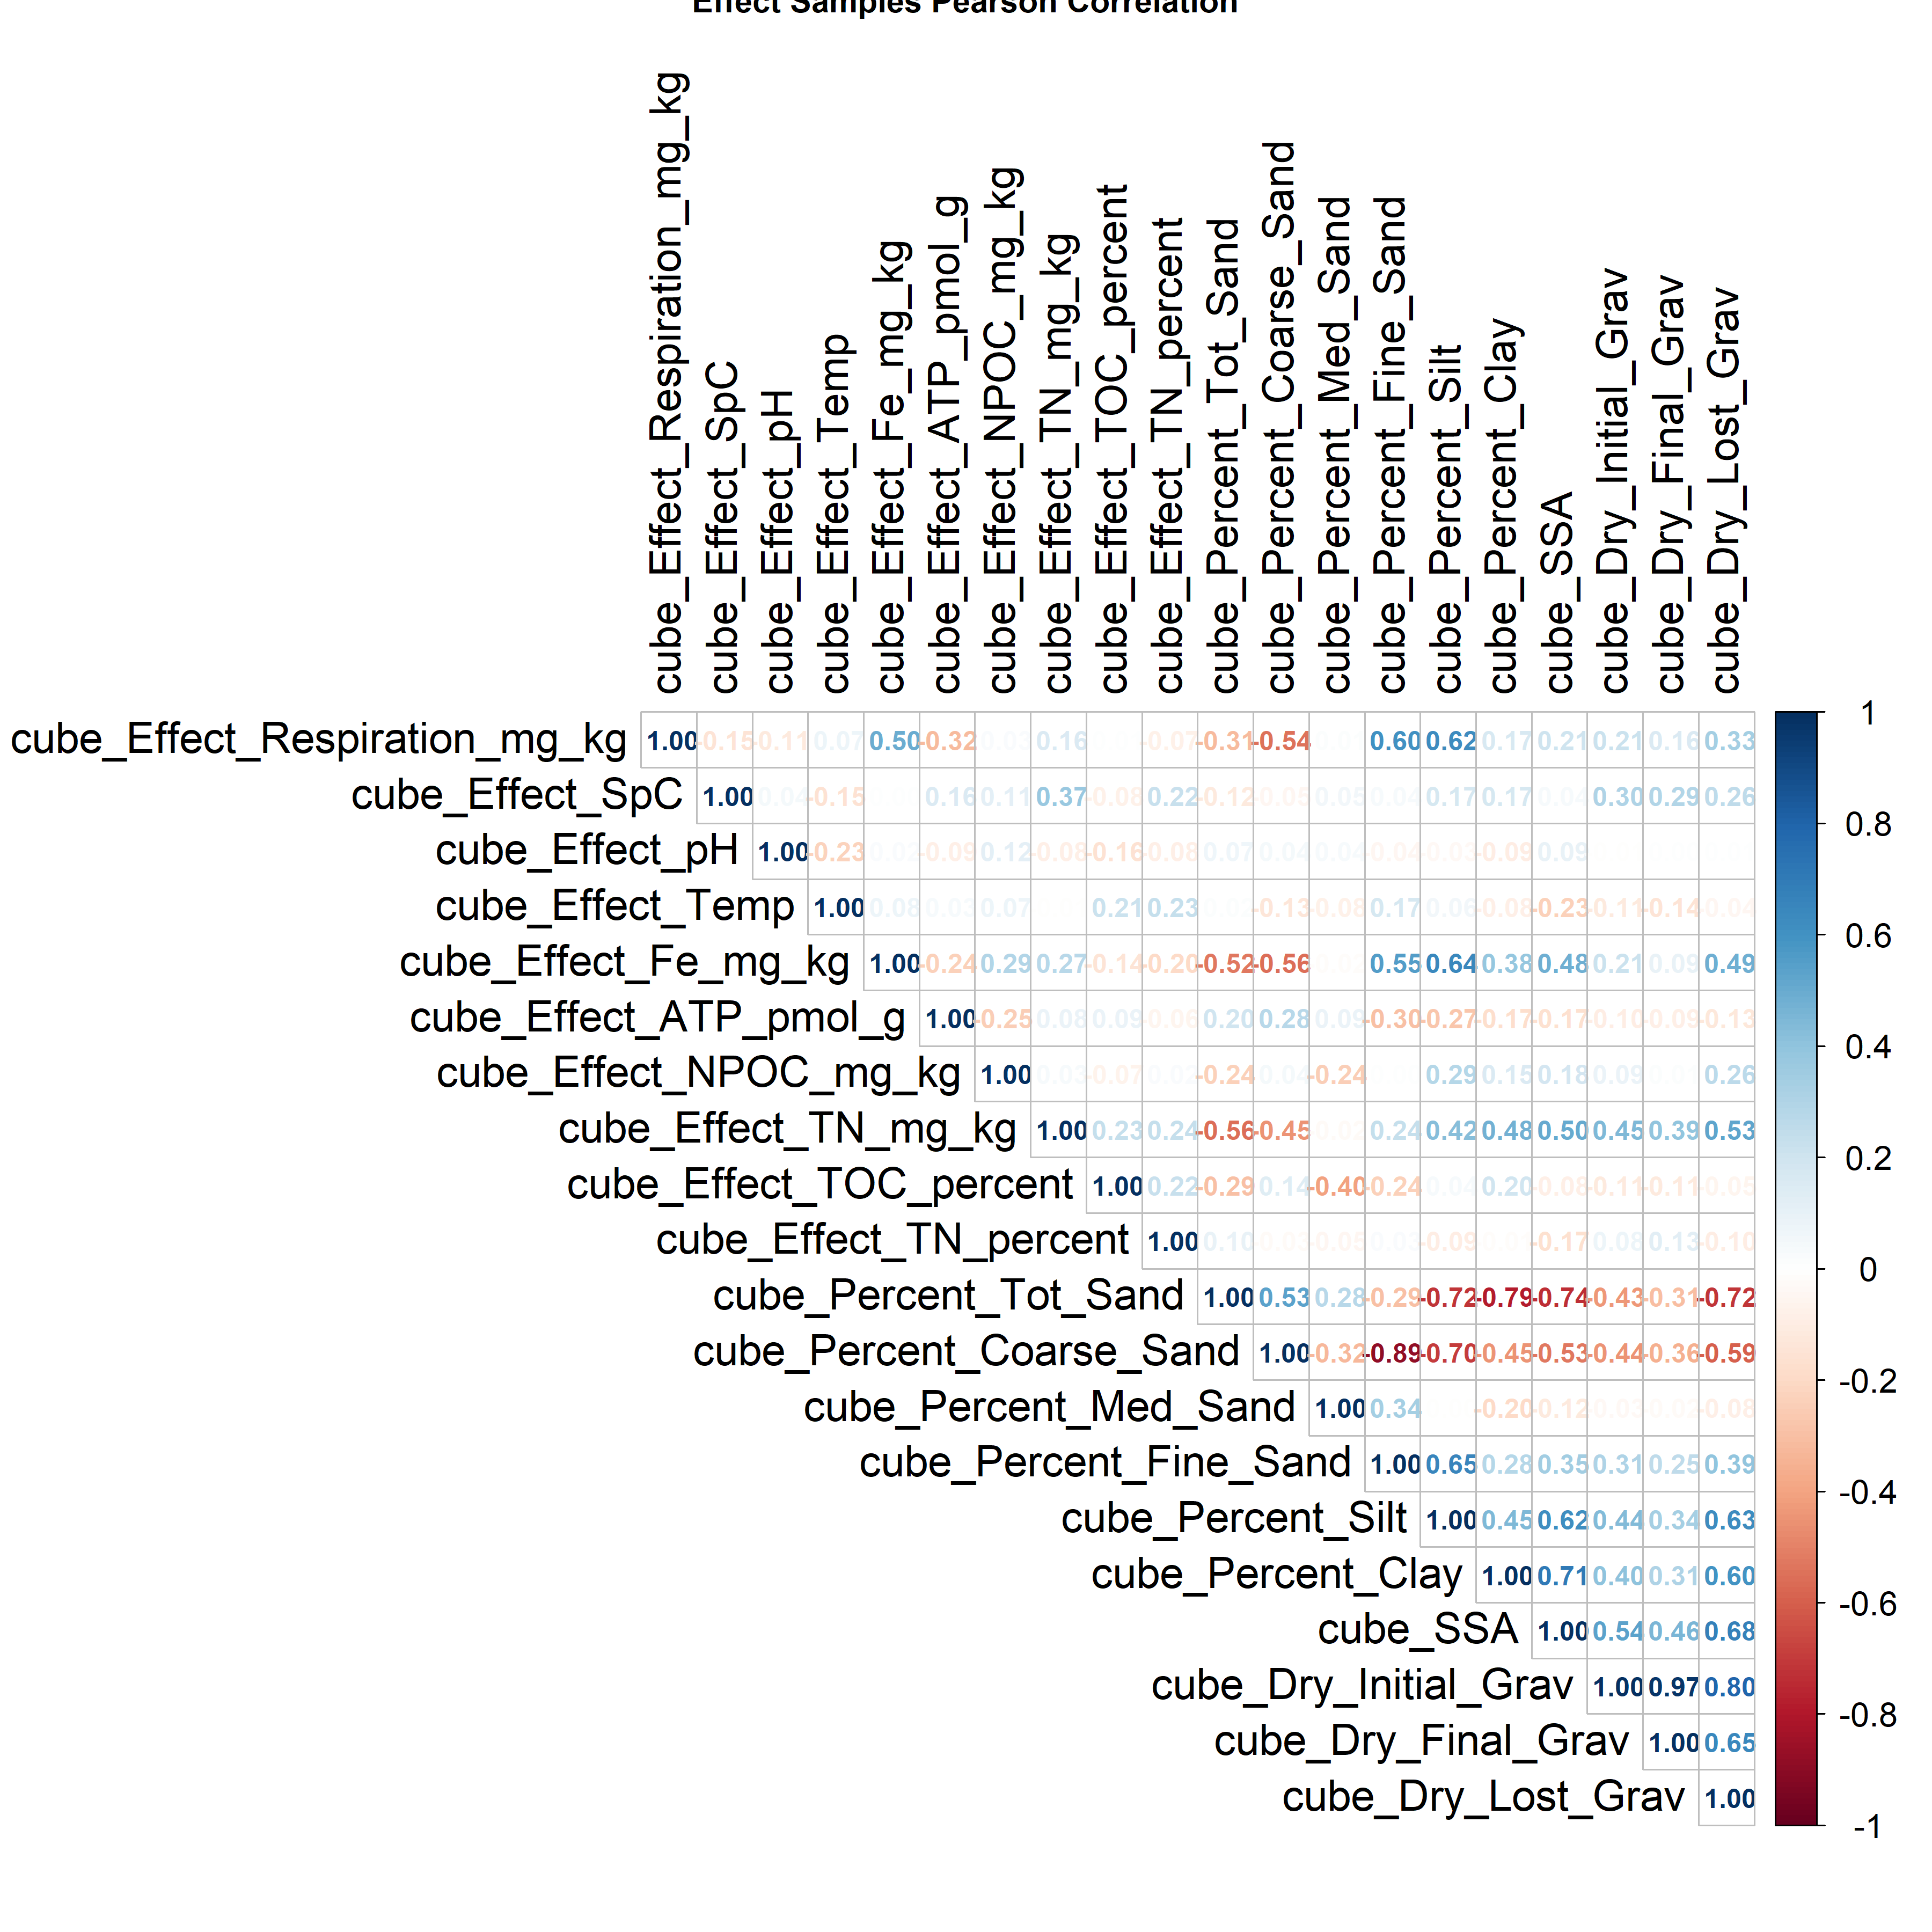 Effect Samples Pearson Correlation
cube_Effect_Respiration_mg_kg
cube_Effect_SpC
cube_Effect_pH
cube_Effect_Temp
cube_Effect_Fe_mg_kg
cube_Effect_ATP_pmol_g
cube_Effect_NPOC_mg_kg
cube_Effect_TN_mg_kg
cube_Effect_TOC_percent
cube_Effect_TN_percent
cube_Percent_Tot_Sand
cube_Percent_Coarse_Sand
cube_Percent_Med_Sand
cube_Percent_Fine_Sand
cube_Percent_Silt
cube_Percent_Clay
cube_SSA
cube_Dry_Initial_Grav
cube_Dry_Final_Grav
cube_Dry_Lost_Grav
cube_Effect_Respiration_mg_kg 1.00 -0.15 -0.11 0.07 0.50 -0.32 0.03 0.16 -0.07 -0.31 -0.54 0.60 0.62 0.17 0.21 0.21 0.16 0.33
cube_Effect_SpC 1.00 0.04 -0.15 0.16 0.11 0.37 -0.08 0.22 -0.12 -0.05 0.05 0.04 0.17 0.17 0.04 0.30 0.29 0.26
cube_Effect_pH 1.00 -0.23 -0.09 0.12 -0.08 -0.16 -0.08 0.07 0.04 0.04 -0.04 -0.03 -0.09 0.09
cube_Effect_Temp 1.00 0.08 0.03 0.07 0.21 0.23 -0.13 -0.08 0.17 0.06 -0.08 -0.23 -0.11 -0.14 -0.04
cube_Effect_Fe_mg_kg 1.00 -0.24 0.29 0.27 -0.14 -0.20 -0.52 -0.56 0.55 0.64 0.38 0.48 0.21 0.09 0.49
cube_Effect_ATP_pmol_g 1.00 -0.25 0.08 0.09 -0.06 0.20 0.28 0.09 -0.30 -0.27 -0.17 -0.17 -0.10 -0.09 -0.13
cube_Effect_NPOC_mg_kg 1.00 0.03 -0.07 -0.24 0.04 -0.24 0.29 0.15 0.18 0.09 0.26
cube_Effect_TN_mg_kg 1.00 0.23 0.24 -0.56 -0.45 0.24 0.42 0.48 0.50 0.45 0.39 0.53
cube_Effect_TOC_percent 1.00 0.22 -0.29 0.14 -0.40 -0.24 0.04 0.20 -0.08 -0.11 -0.11 -0.05
cube_Effect_TN_percent 1.00 0.10 -0.03 -0.05 0.03 -0.09 -0.17 0.08 0.13 -0.10
cube_Percent_Tot_Sand 1.00 0.53 0.28 -0.29 -0.72 -0.79 -0.74 -0.43 -0.31 -0.72
cube_Percent_Coarse_Sand 1.00 -0.32 -0.89 -0.70 -0.45 -0.53 -0.44 -0.36 -0.59
cube_Percent_Med_Sand 1.00 0.34 -0.20 -0.12 0.03 -0.08
cube_Percent_Fine_Sand 1.00 0.65 0.28 0.35 0.31 0.25 0.39
cube_Percent_Silt 1.00 0.45 0.62 0.44 0.34 0.63
cube_Percent_Clay 1.00 0.71 0.40 0.31 0.60
cube_SSA 1.00 0.54 0.46 0.68
cube_Dry_Initial_Grav 1.00 0.97 0.80
cube_Dry_Final_Grav 1.00 0.65
cube_Dry_Lost_Grav 1.00
1
0.8
0.6
0.4
0.2
0
-0.2
-0.4
-0.6
-0.8
-1